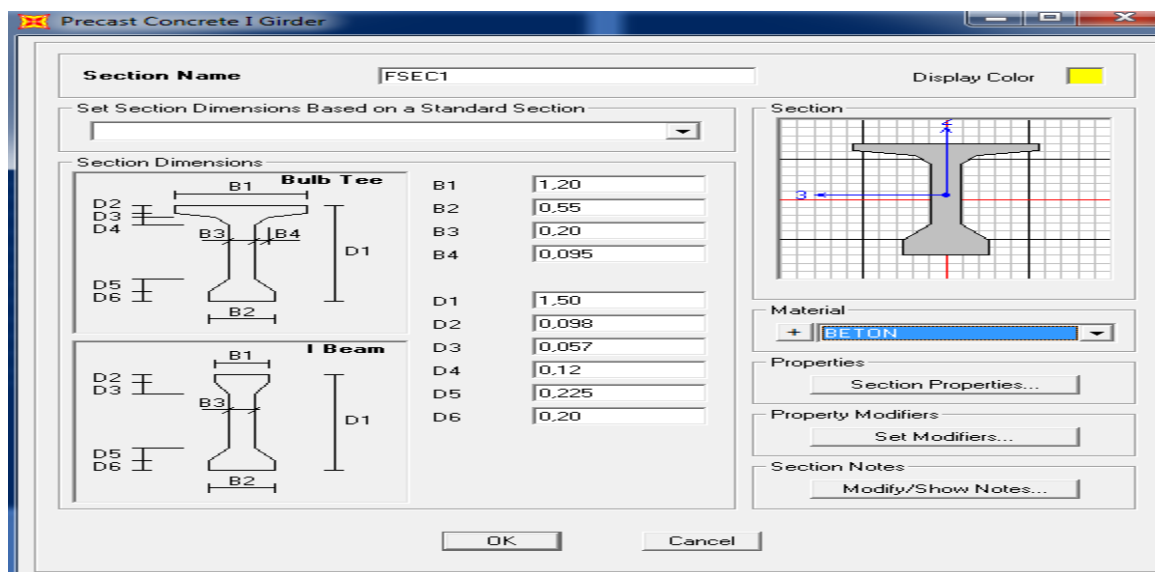 Precast Concrete I Girder
Section Name FSEC1 Display Color
Set Section Dimensions Based on a Standard Section
Section
2
3
Section Dimensions
Bulb Tee
B1
D2
D3
D4
B3 B4
D1
D5
D6
B2
I Beam
B1
D2
D3
B3
D1
D5
D6
B2
B1 1,20
B2 0,55
B3 0,20
B4 0,095
D1 1,50
D2 0,098
D3 0,057
D4 0,12
D5 0,225
D6 0,20
Material
+ BETON
Properties
Section Properties...
Property Modifiers
Set Modifiers...
Section Notes
Modify/Show Notes...
OK Cancel